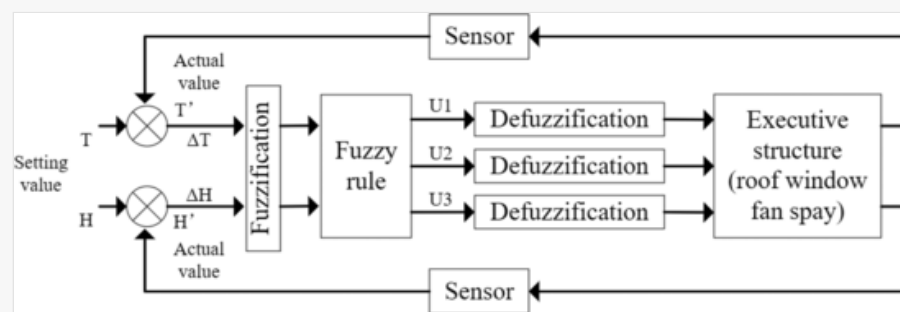 Sensor
Actual
value
T'
T
ΔT
Setting
value
Fuzzification
Fuzzy
rule
U1
U2
U3
Defuzzification
Defuzzification
Defuzzification
Executive
structure
(roof window
fan spay)
ΔH
H
H'
Actual
value
Sensor